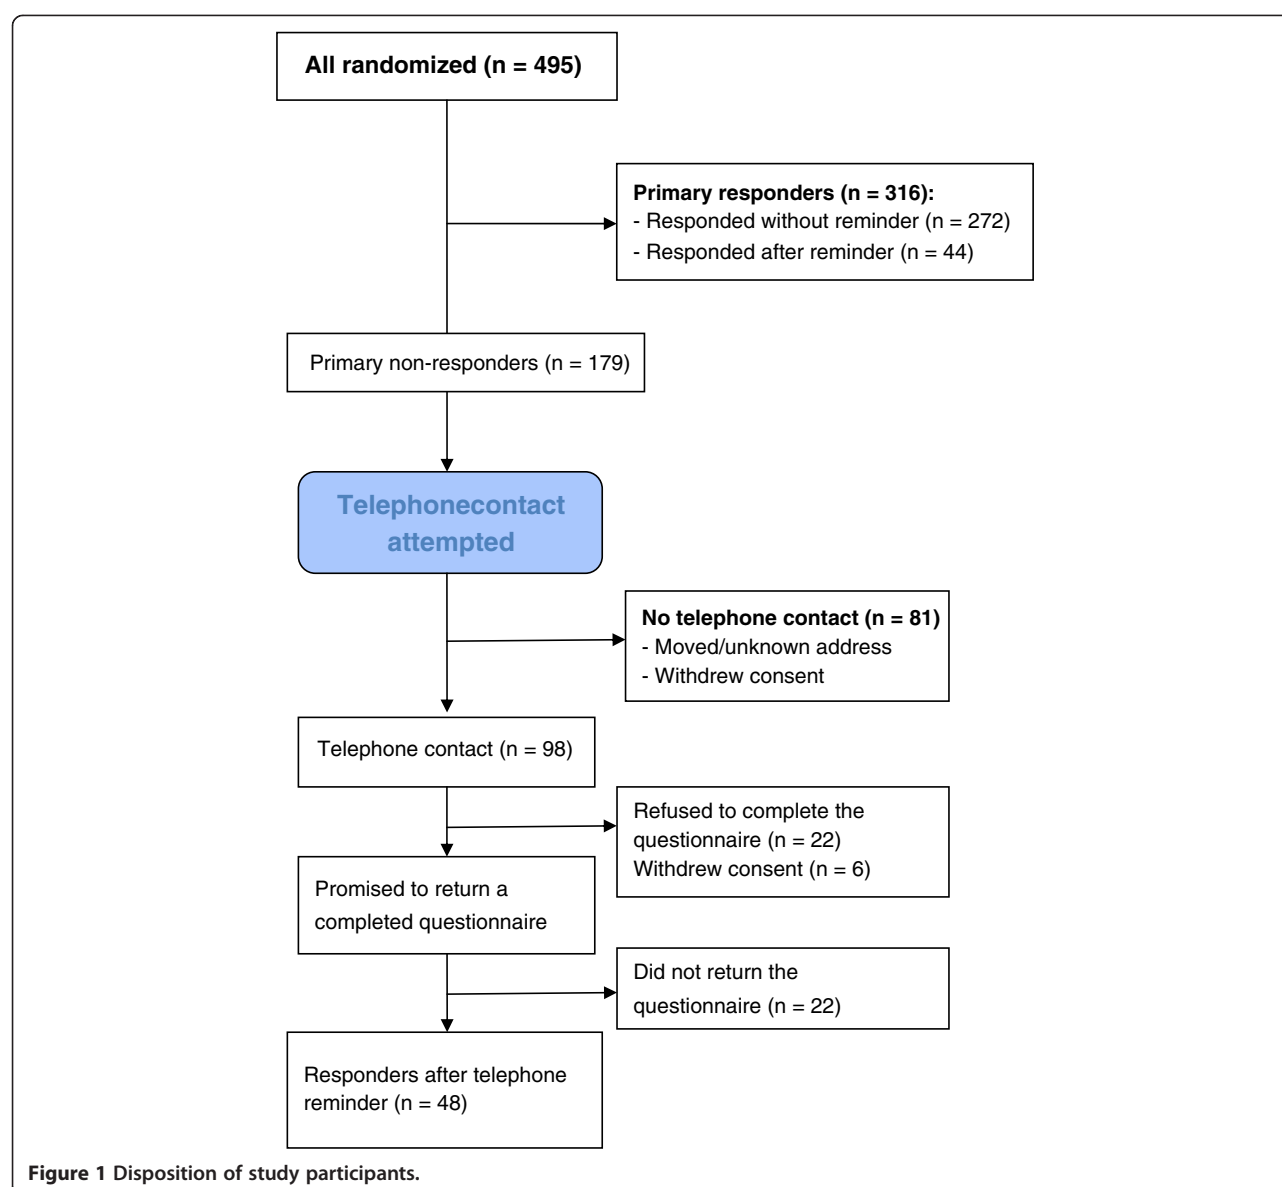 All randomized (n = 495)
Primary responders (n = 316):
- Responded without reminder (n = 272)
- Responded after reminder (n = 44)
Primary non-responders (n = 179)
Telephonecontact
attempted
No telephone contact (n = 81)
- Moved/unknown address
- Withdrew consent
Telephone contact (n = 98)
Refused to complete the
questionnaire (n = 22)
Withdrew consent (n = 6)
Promised to return a
completed questionnaire
Did not return the
questionnaire (n = 22)
Responders after telephone
reminder (n = 48)
Figure 1 Disposition of study participants.